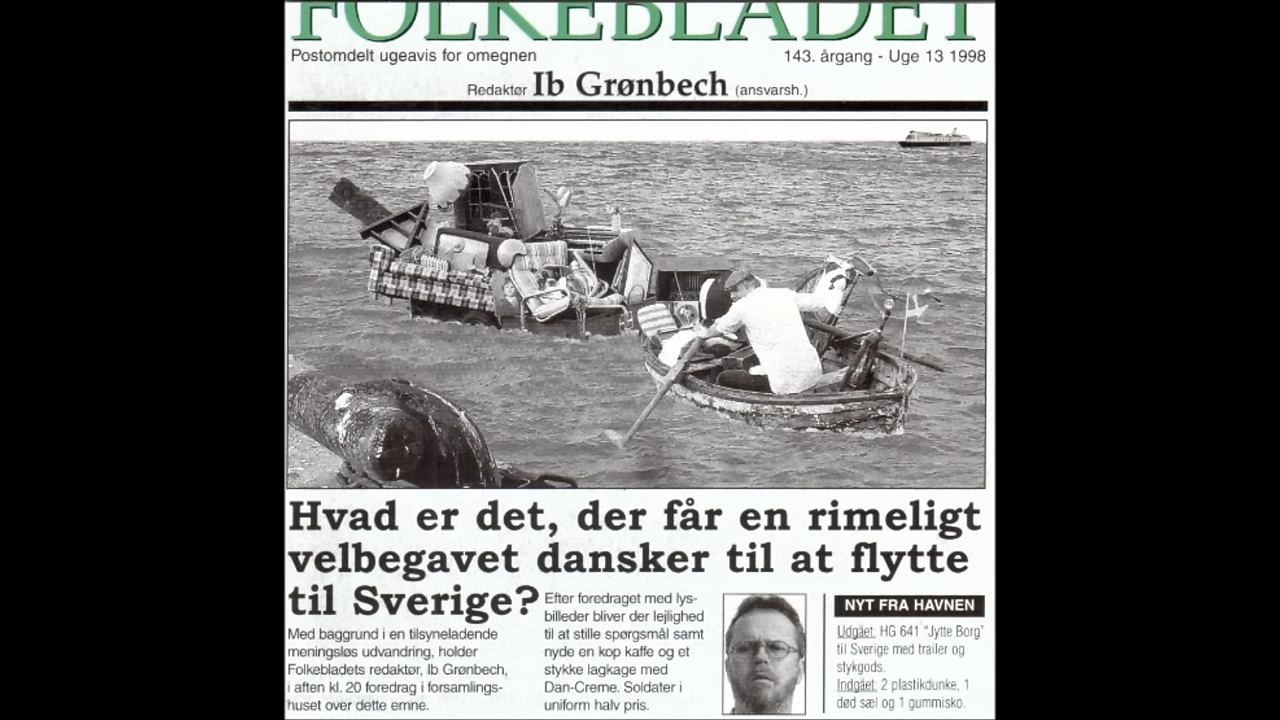 FOLKEBLADET
Postomdelt ugeavis for omegnen
143. årgang - Uge 13 1998
Redaktør Ib Grønbech (ansvarsh.)
Hvad er det, der får en rimeligt
velbegavet dansker til at flytte
til Sverige?
Med baggrund i en tilsyneladende
meningsløs udvandring, holder
Folkebladets redaktør, Ib Grønbech,
i aften kl. 20 foredrag i forsamlings-
huset over dette emne.
Efter foredraget med lys-
billeder bliver der lejlighed
til at stille spørgsmål samt
nyde en kop kaffe og et
stykke lagkage med
Dan-Creme. Soldater i
uniform halv pris.
NYT FRA HAVNEN
Udgået: HG 641 "Jytte Borg"
til Sverige med trailer og
stykgods.
Indgået: 2 plastikdunke, 1
død sæl og 1 gummisko.